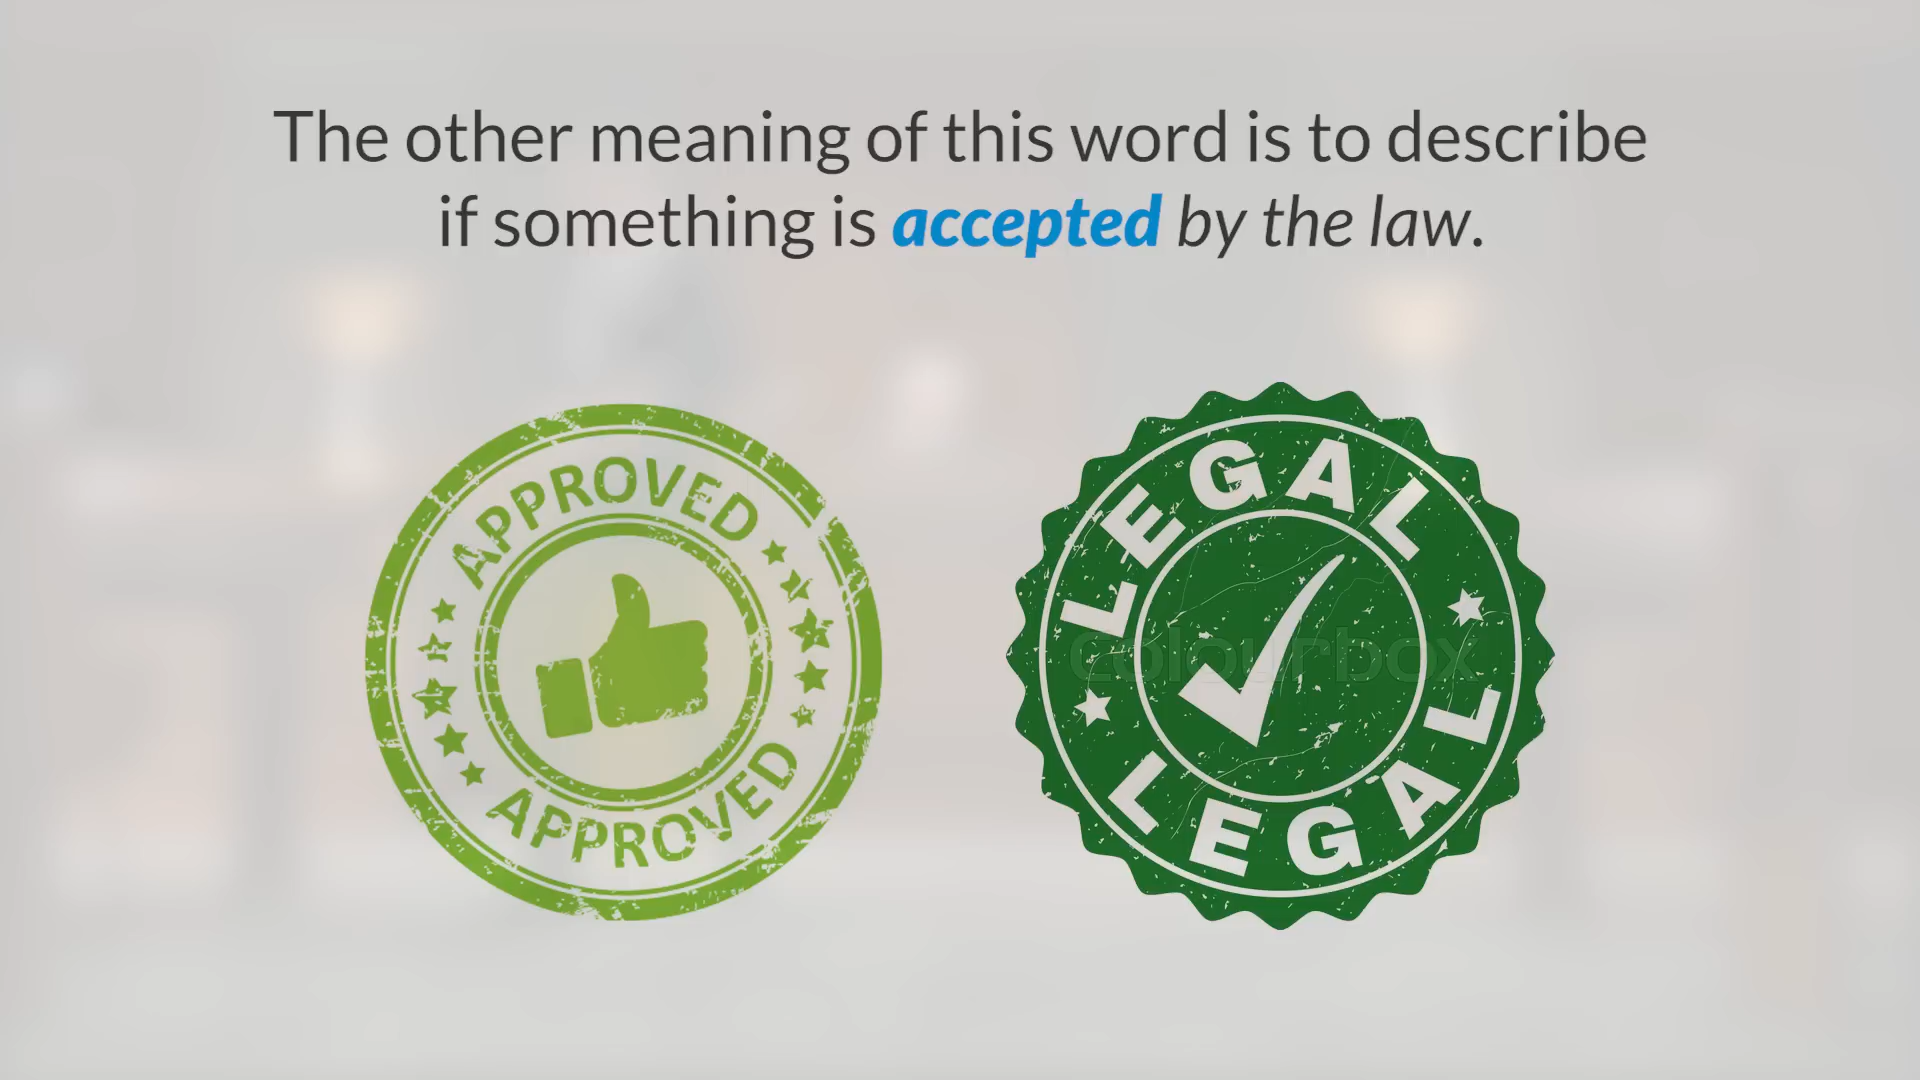 The other meaning of this word is to describe
if something is accepted by the law.
APPROVED
APPROVED
LEGAL
LEGAL
colourbox